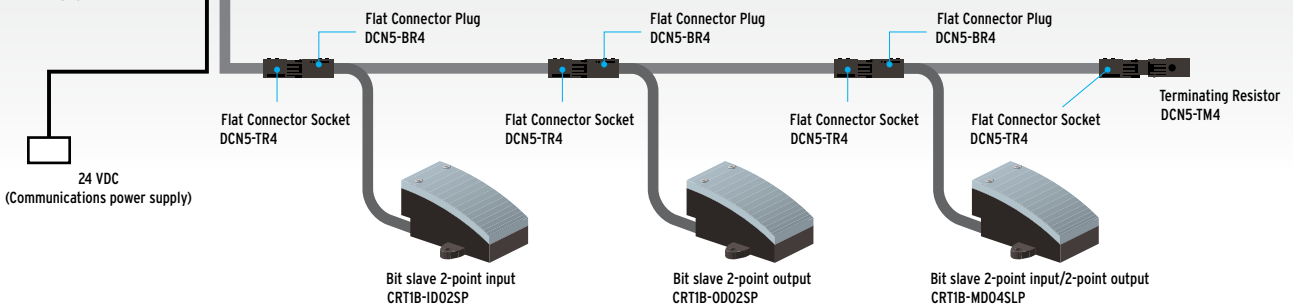 Flat Connector Plug
DCN5-BR4
Flat Connector Plug
DCN5-BR4
Flat Connector Plug
DCN5-BR4
Flat Connector Socket
DCN5-TR4
Flat Connector Socket
DCN5-TR4
Flat Connector Socket
DCN5-TR4
Flat Connector Socket
DCN5-TR4
Terminating Resistor
DCN5-TM4
24 VDC
(Communications power supply)
Bit slave 2-point input
CRT1B-ID02SP
Bit slave 2-point output
CRT1B-OD02SP
Bit slave 2-point input/2-point output
CRT1B-MD04SLP